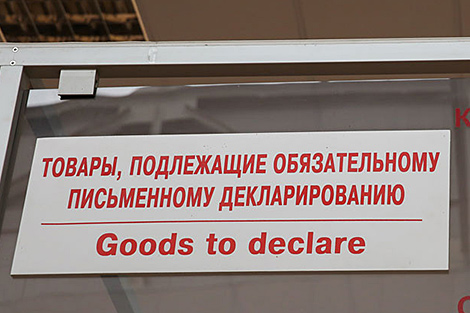 ТОВАРЫ, ПОДЛЕЖАЩИЕ ОБЯЗАТЕЛЬНОМУ
ПИСЬМЕННОМУ ДЕКЛАРИРОВАНИЮ
Goods to declare